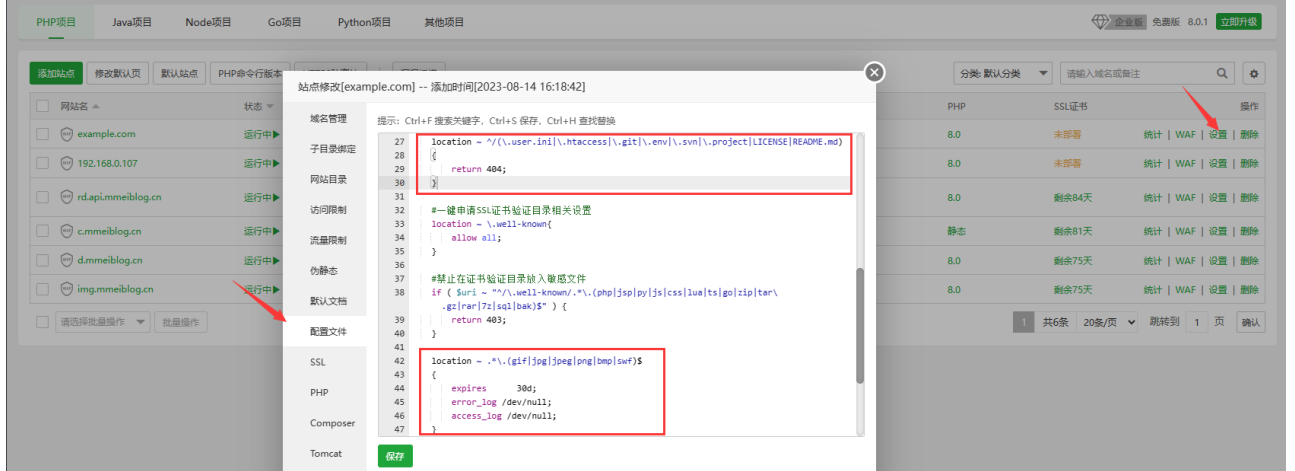 PHP项目 Java项目 Node项目 Go项目 Python项目 其他项目 企业版 免费版 8.0.1 立即升级
添加站点 修改默认页 默认站点 PHP命令行版本 分类: 默认分类 请输入域名或备注
网站名 状态 PHP SSL证书 操作
example.com 运行中 8.0 未部署 统计 | WAF | 设置 | 删除
192.168.0.107 运行中 8.0 未部署 统计 | WAF | 设置 | 删除
rd.api.mmeiblog.cn 运行中 8.0 剩余84天 统计 | WAF | 设置 | 删除
c.mmeiblog.cn 运行中 静态 剩余81天 统计 | WAF | 设置 | 删除
d.mmeiblog.cn 运行中 8.0 剩余75天 统计 | WAF | 设置 | 删除
img.mmeiblog.cn 运行中 8.0 剩余75天 统计 | WAF | 设置 | 删除
请选择批量操作 批量操作 1 共6条 20条/页 跳转到 1 页 确认
站点修改[example.com] -- 添加时间[2023-08-14 16:18:42]
域名管理
子目录绑定
网站目录
访问限制
流量限制
伪静态
默认文档
配置文件
SSL
PHP
Composer
Tomcat
提示: Ctrl+F 搜索关键字, Ctrl+S 保存, Ctrl+H 查找替换
27 location ~ ^/(\.user.ini|\.htaccess|\.git|\.env|\.svn|\.project|LICENSE|README.md)
28 {
29 return 404;
30 }
31
32 #一键申请SSL证书验证目录相关设置
33 location ~ \.well-known{
34 allow all;
35 }
36
37 #禁止在证书验证目录放入敏感文件
38 if ( $uri ~ "^/\.well-known/.*\.(php|jsp|py|js|css|lua|ts|go|zip|tar\
.gz|rar|7z|sql|bak)$" ) {
39 return 403;
40 }
41
42 location ~ .*\.(gif|jpg|jpeg|png|bmp|swf)$
43 {
44 expires 30d;
45 error_log /dev/null;
46 access_log /dev/null;
47 }
保存